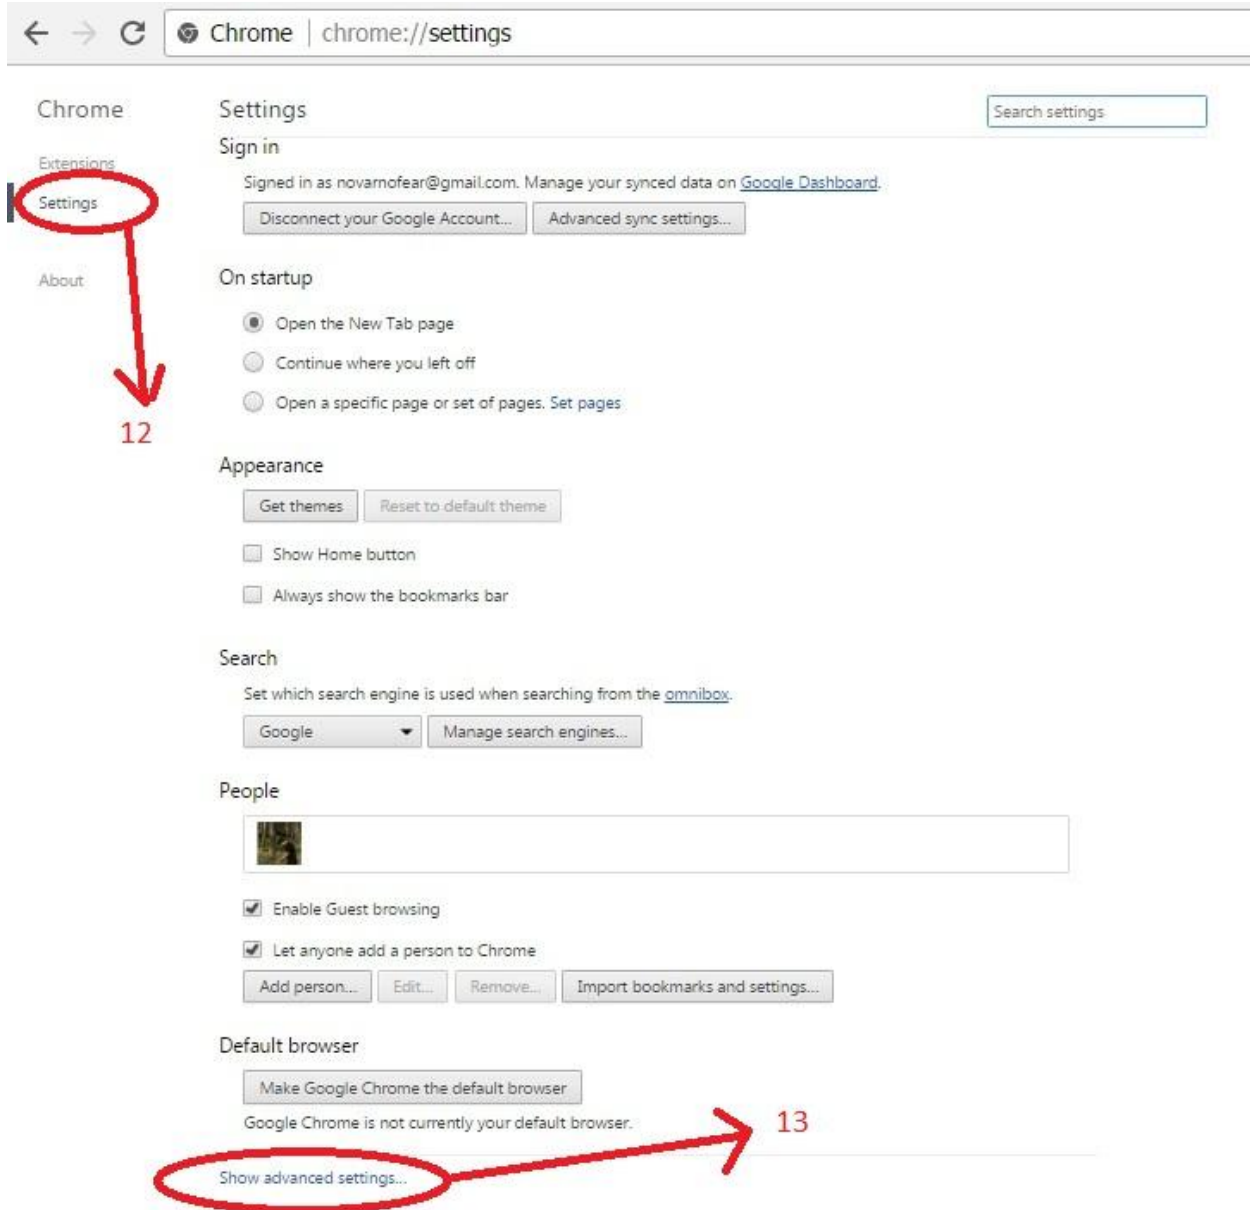 Chrome | chrome://settings
Chrome
Settings
Search settings
Extensions
Sign in
Signed in as novarnofear@gmail.com. Manage your synced data on Google Dashboard.
Settings
Disconnect your Google Account... Advanced sync settings...
About
On startup
Open the New Tab page
Continue where you left off
Open a specific page or set of pages. Set pages
12
Appearance
Get themes Reset to default theme
Show Home button
Always show the bookmarks bar
Search
Set which search engine is used when searching from the omnibox.
Google Manage search engines...
People
Enable Guest browsing
Let anyone add a person to Chrome
Add person... Edit... Remove... Import bookmarks and settings...
Default browser
Make Google Chrome the default browser
Google Chrome is not currently your default browser.
13
Show advanced settings...